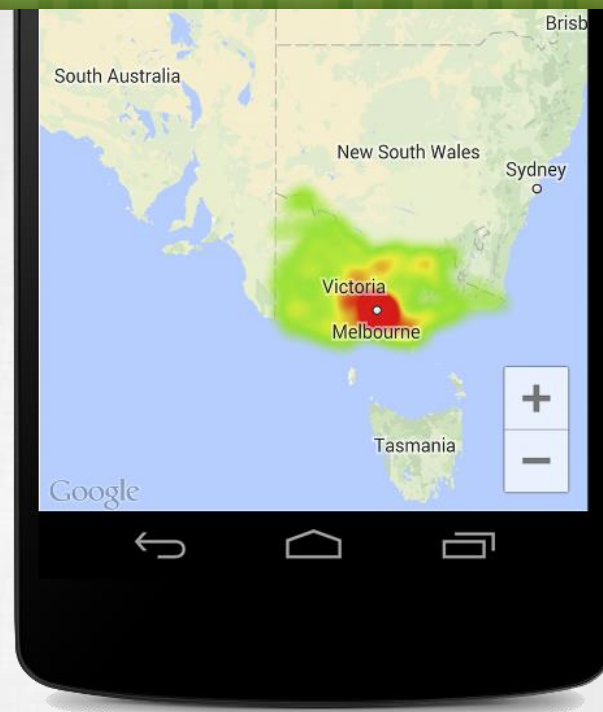 Brisb
South Australia
New South Wales
Sydney
Victoria
Melbourne
Tasmania
Google